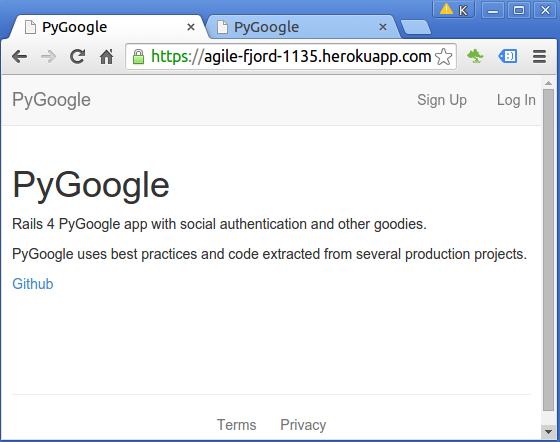 K
PyGoogle
PyGoogle
https://agile-fjord-1135.herokuapp.com
PyGoogle
Sign Up
Log In
PyGoogle
Rails 4 PyGoogle app with social authentication and other goodies.
PyGoogle uses best practices and code extracted from several production projects.
Github
Terms
Privacy